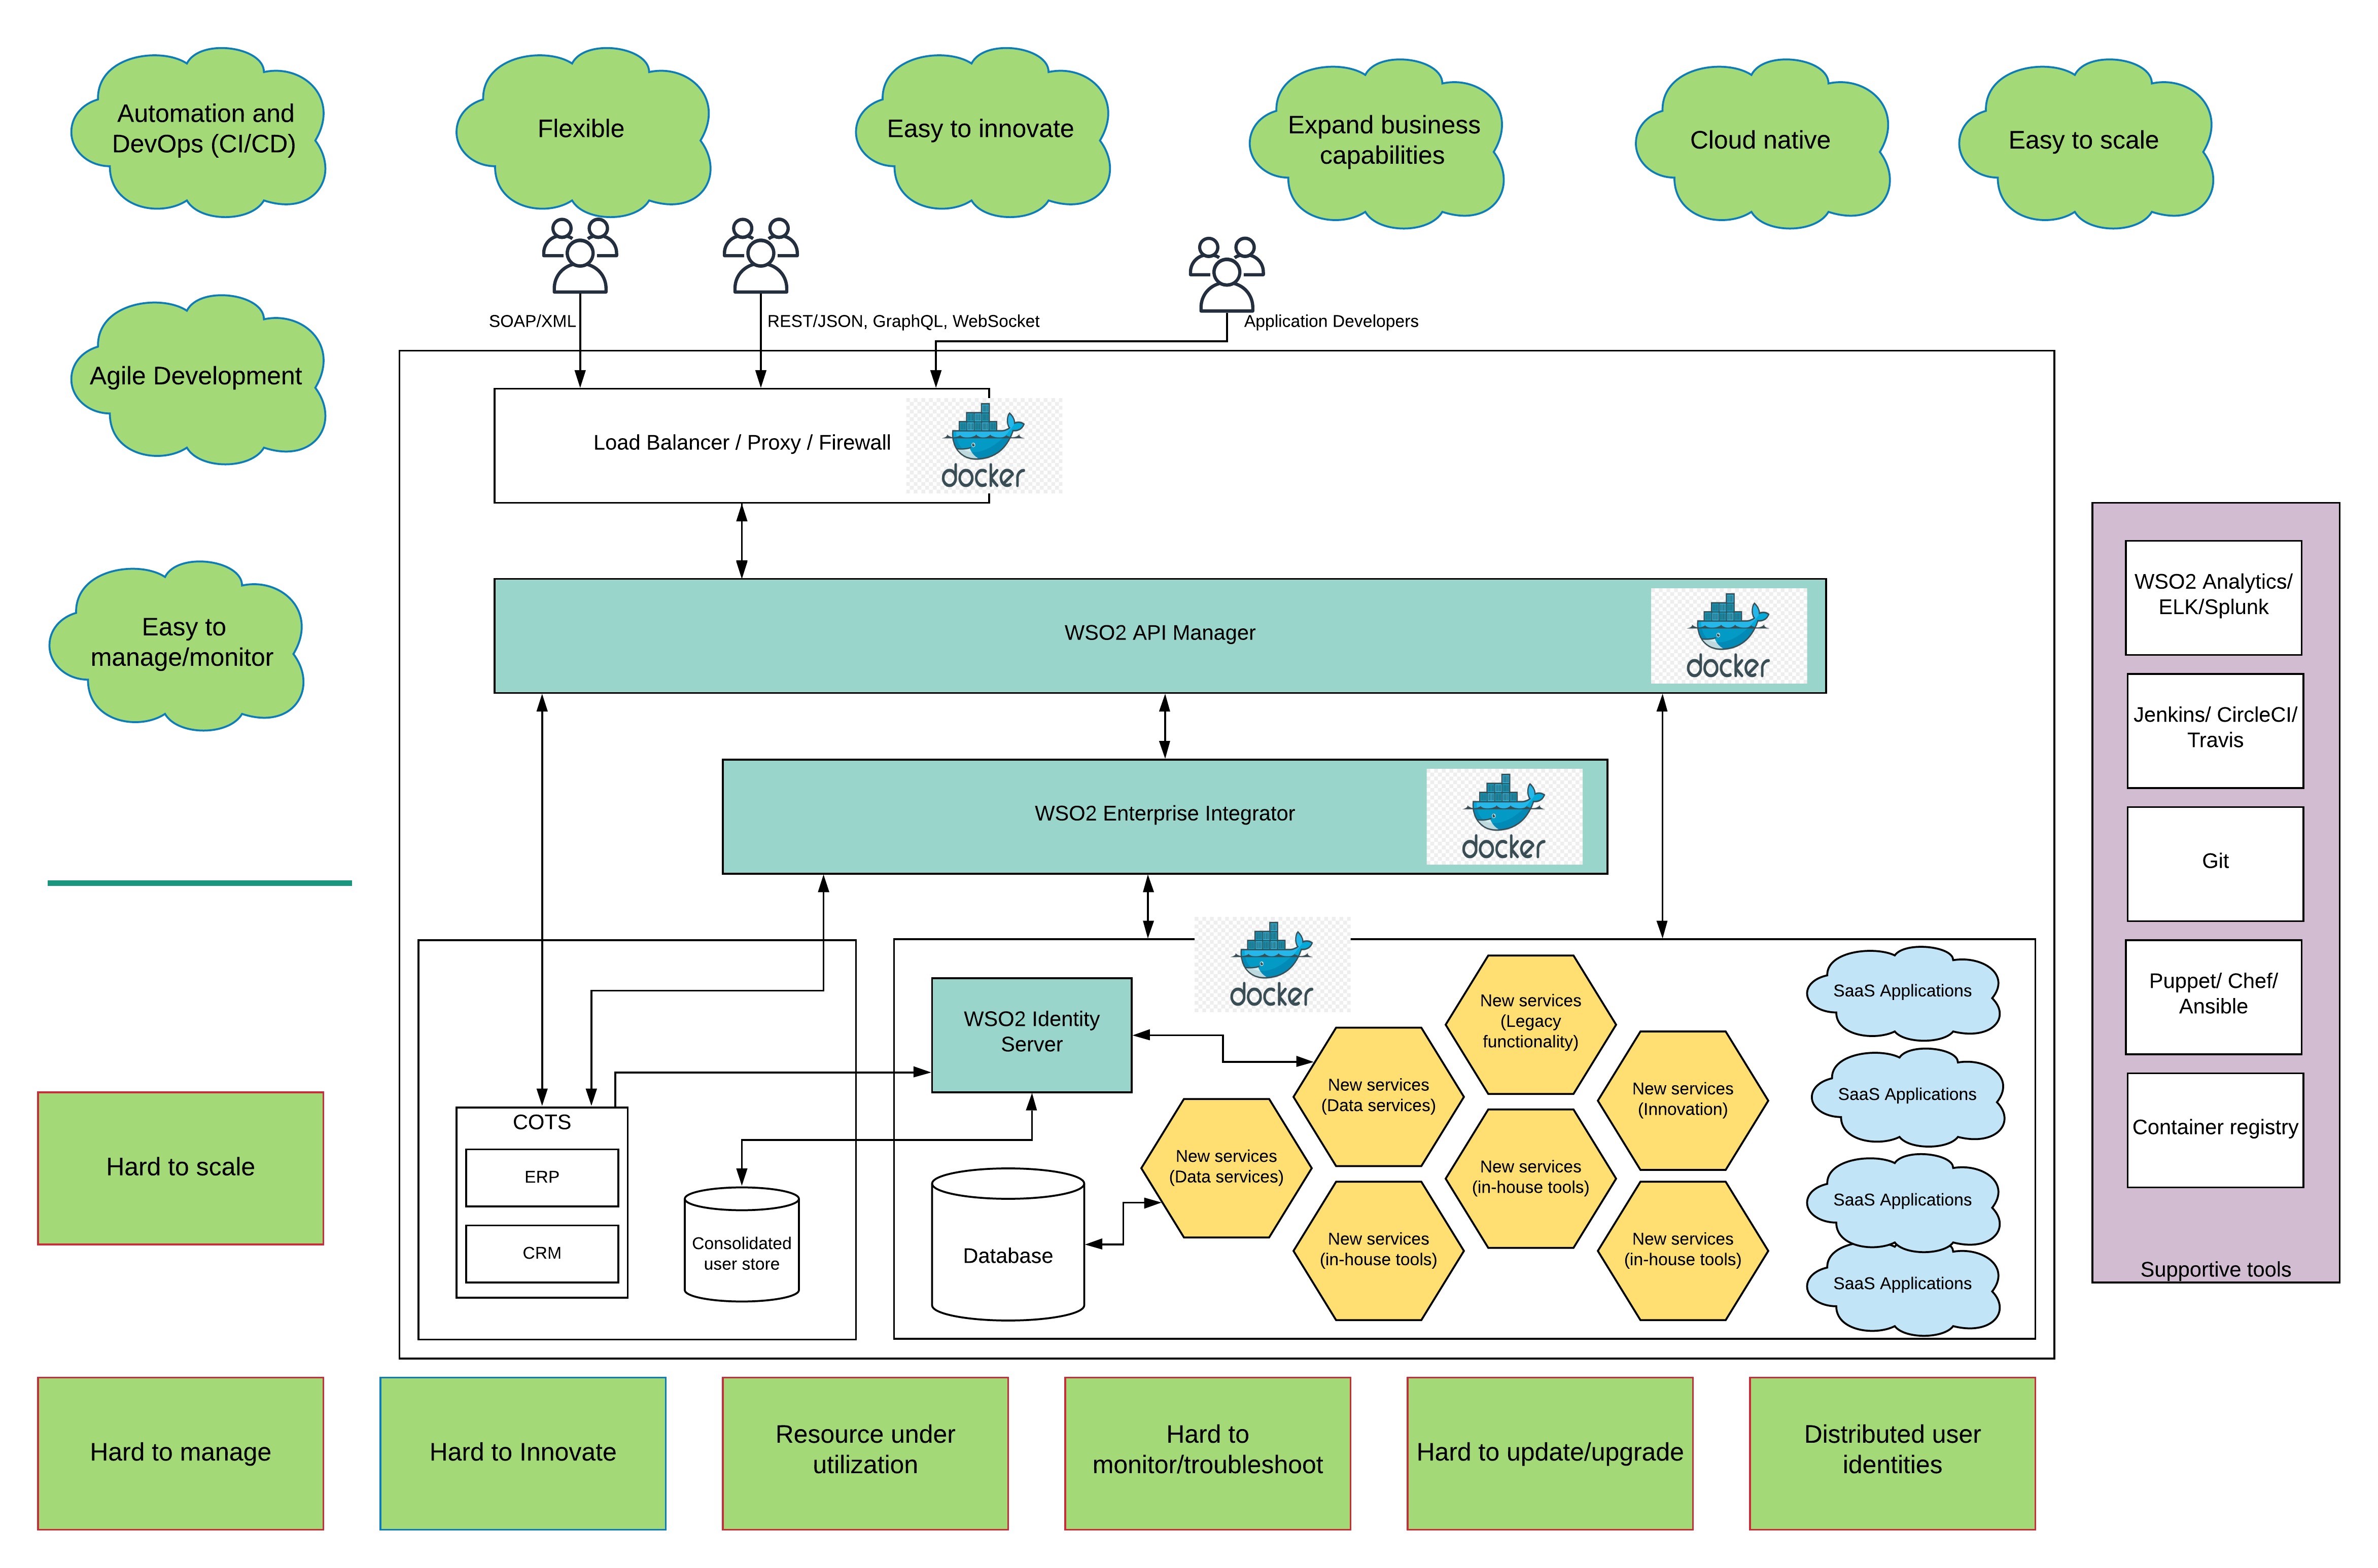 Automation and
DevOps (CI/CD)
Flexible
Easy to innovate
Expand business
capabilities
Cloud native
Easy to scale
SOAP/XML
REST/JSON, GraphQL, WebSocket
Application Developers
Agile Development
Load Balancer / Proxy / Firewall
docker
Easy to
manage/monitor
WSO2 API Manager
docker
WSO2 Enterprise Integrator
docker
docker
WSO2 Identity
Server
New services
(Legacy
functionality)
New services
(Data services)
New services
(Innovation)
New services
(Data services)
New services
(in-house tools)
New services
(in-house tools)
New services
(in-house tools)
SaaS Applications
SaaS Applications
SaaS Applications
SaaS Applications
COTS
ERP
CRM
Consolidated
user store
Database
WSO2 Analytics/
ELK/Splunk
Jenkins/ CircleCI/
Travis
Git
Puppet/ Chef/
Ansible
Container registry
Supportive tools
Hard to scale
Hard to manage
Hard to Innovate
Resource under
utilization
Hard to
monitor/troubleshoot
Hard to update/upgrade
Distributed user
identities